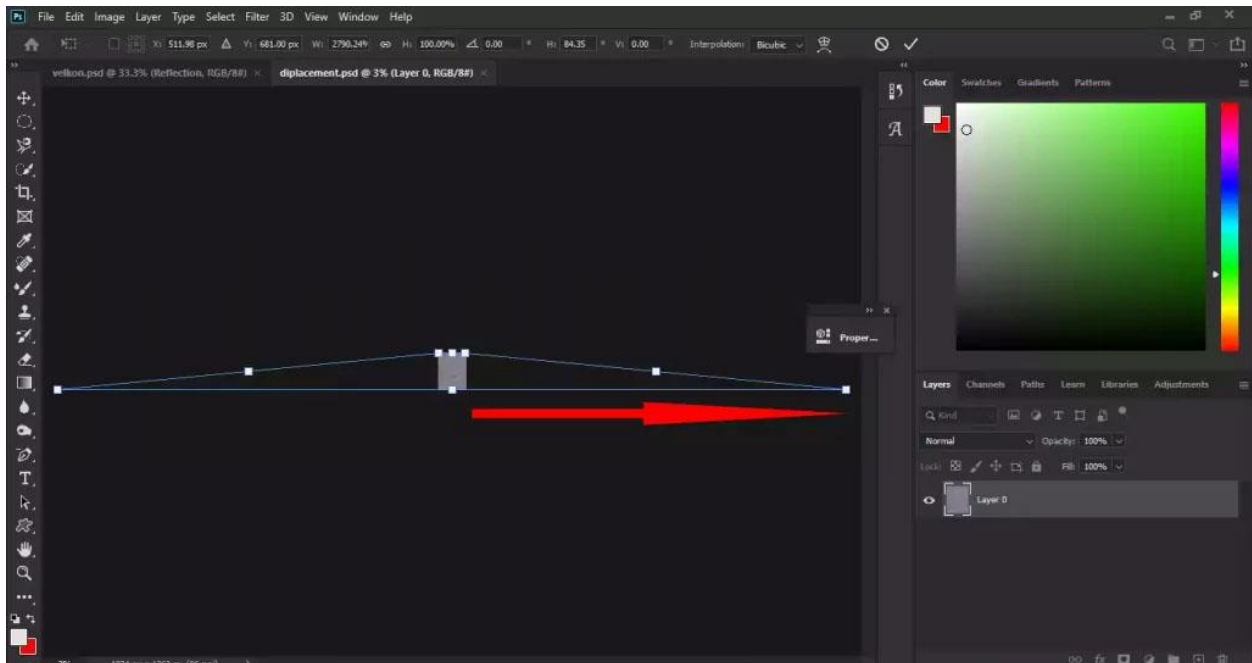 Ps File Edit Image Layer Type Select Filter 3D View Window Help
X: 511.98 px Y: 681.00 px W: 2790.24% H: 100.00% 0.00 ° H: 84.35 ° V: 0.00 ° Interpolation: Bicubic
velkon.psd @ 33.3% (Reflection, RGB/8#) × diplacement.psd @ 3% (Layer 0, RGB/8#) ×
Color Swatches Gradients Patterns
Proper...
Layers Channels Paths Learn Libraries Adjustments
Kind
Normal Opacity: 100%
Lock: Fill: 100%
Layer 0